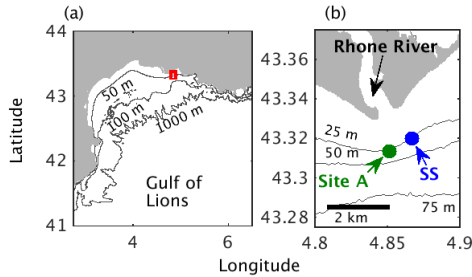 (a)
(b)
44
43
42
41
Latitude
50 m
100 m
1000 m
Gulf of
Lions
4
6
43.38
43.36
43.34
43.32
43.3
43.28
Rhone River
25 m
50 m
Site A
SS
2 km
75 m
4.8
4.85
4.9
Longitude